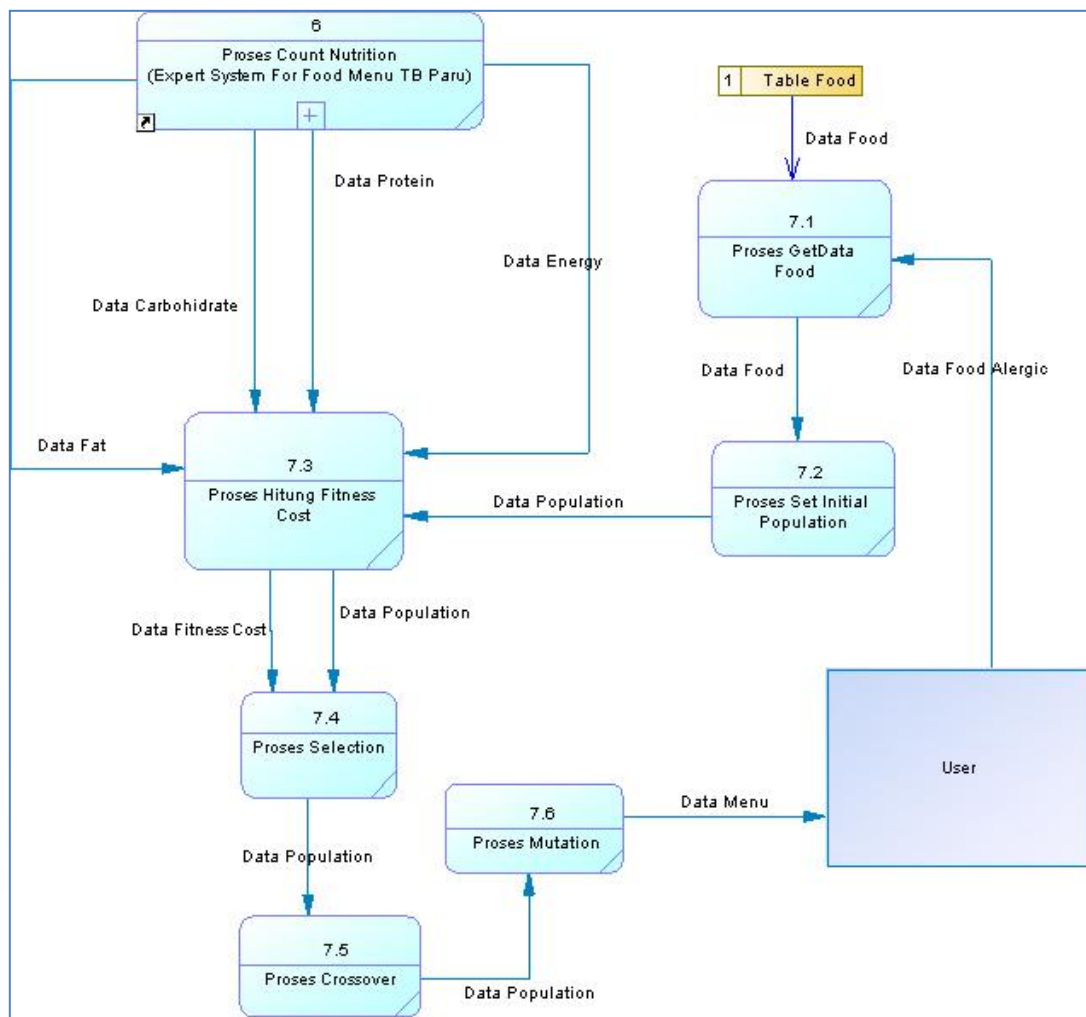 6
Proses Count Nutrition
(Expert System For Food Menu TB Paru)
+
1 Table Food
Data Food
Data Protein
7.1
Proses GetData
Food
Data Energy
Data Carbohidrate
Data Food
Data Food Alergic
Data Fat
7.3
Proses Hitung Fitness
Cost
7.2
Proses Set Initial
Population
Data Population
Data Population
Data Fitness Cost
7.4
Proses Selection
User
7.6
Proses Mutation
Data Menu
Data Population
7.5
Proses Crossover
Data Population